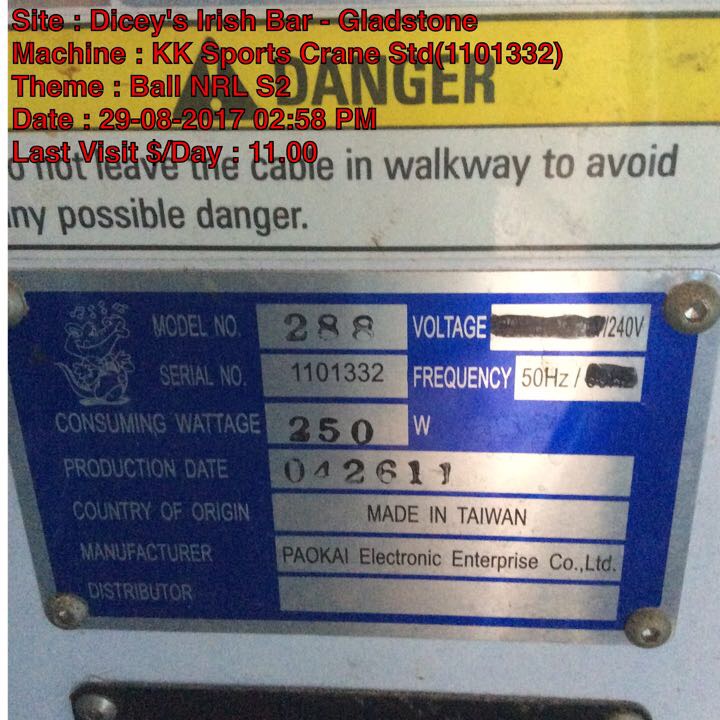 Site : Dicey's Irish Bar - Gladstone
Machine : KK Sports Crane Std(1101332)
Theme : Ball NRL S2
DANGER
Date : 29-08-2017 02:58 PM
Last Visit $/Day : 11.00
o not leave the cable in walkway to avoid
ny possible danger.
MODEL NO. 288 VOLTAGE /240V
SERIAL NO. 1101332 FREQUENCY 50Hz /
CONSUMING WATTAGE 250 W
PRODUCTION DATE 042611
COUNTRY OF ORIGIN MADE IN TAIWAN
MANUFACTURER PAOKAI Electronic Enterprise Co.,Ltd.
DISTRIBUTOR